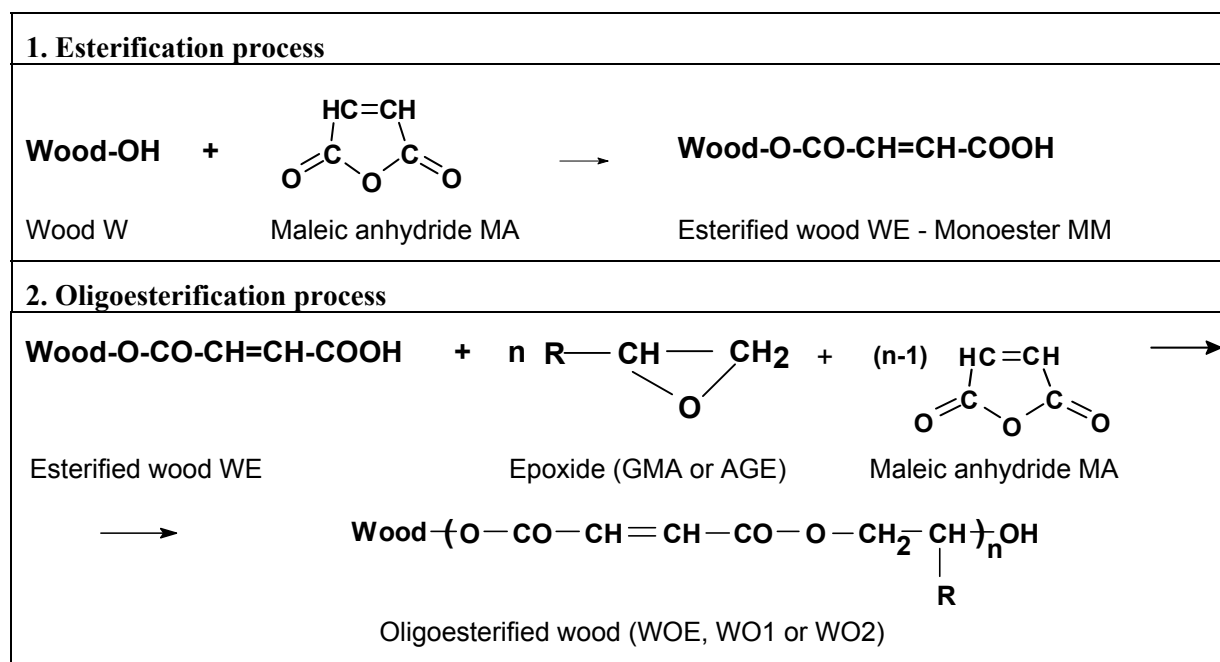 1. Esterification process
HC=CH
Wood-OH + O=C C=O → Wood-O-CO-CH=CH-COOH
O
Wood W Maleic anhydride MA Esterified wood WE - Monoester MM
2. Oligoesterification process
Wood-O-CO-CH=CH-COOH + n R—CH—CH2 + (n-1) HC=CH →
O O=C C=O
O
Esterified wood WE Epoxide (GMA or AGE) Maleic anhydride MA
→ Wood-(O—CO—CH=CH—CO—O—CH2—CH)n-OH
R
Oligoesterified wood (WOE, WO1 or WO2)